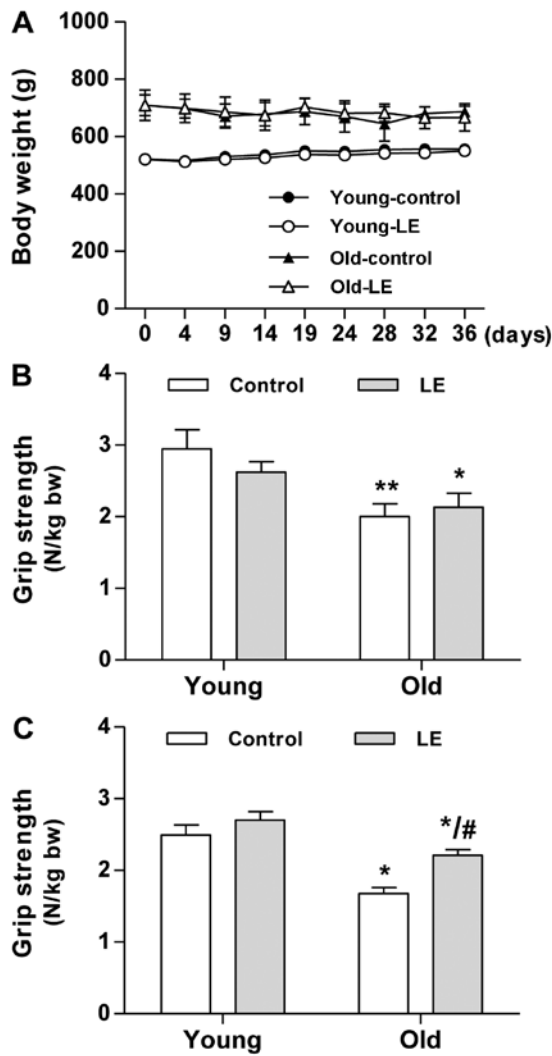 A
Body weight (g)
1000
800
600
400
200
0
Young-control
Young-LE
Old-control
Old-LE
0 4 9 14 19 24 28 32 36 (days)
B
Grip strength
(N/kg bw)
4
3
2
1
0
Control LE
** *
Young Old
C
Grip strength
(N/kg bw)
4
3
2
1
0
Control LE
* */#
Young Old